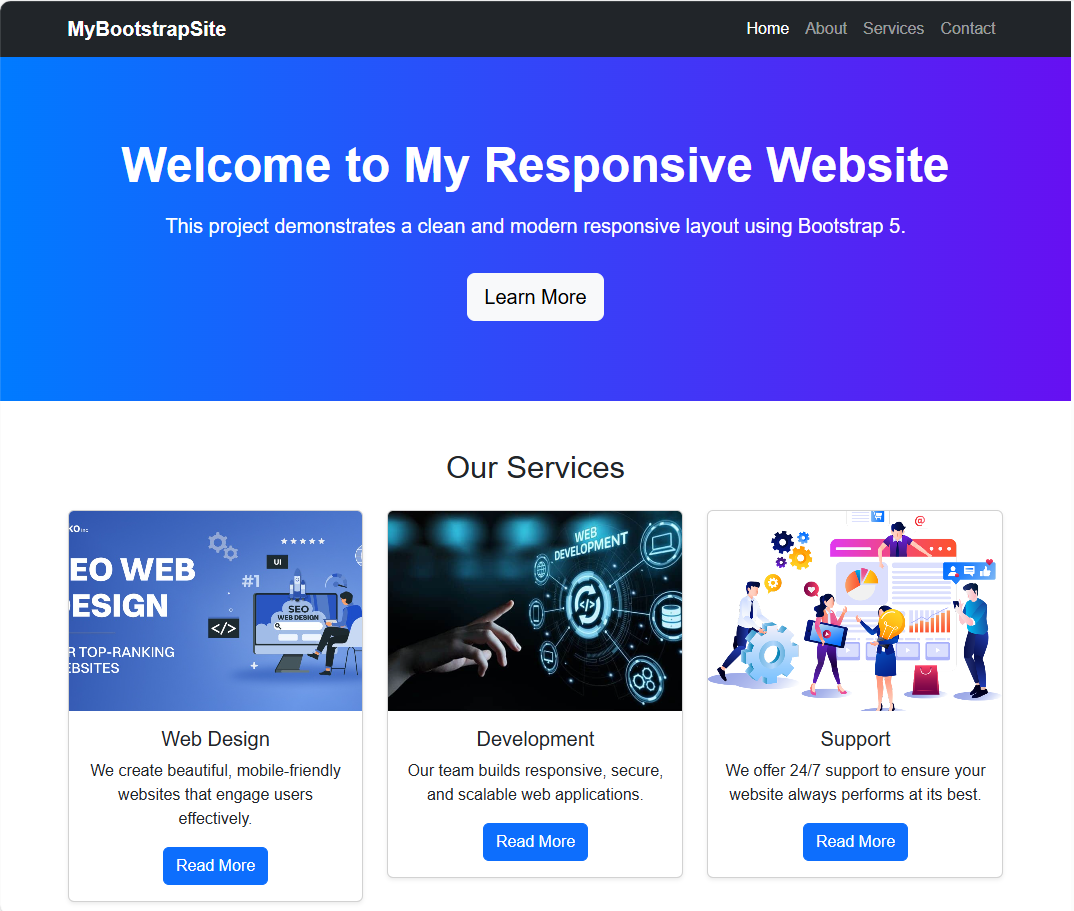 MyBootstrapSite
Home About Services Contact
Welcome to My Responsive Website
This project demonstrates a clean and modern responsive layout using Bootstrap 5.
Learn More
Our Services
KO INC
EO WEB
ESIGN
R TOP-RANKING
EBSITES
#1
UI
SEO
WEB DESIGN
</>
WEB
DEVELOPMENT
</>
@
Web Design
We create beautiful, mobile-friendly
websites that engage users
effectively.
Read More
Development
Our team builds responsive, secure,
and scalable web applications.
Read More
Support
We offer 24/7 support to ensure your
website always performs at its best.
Read More